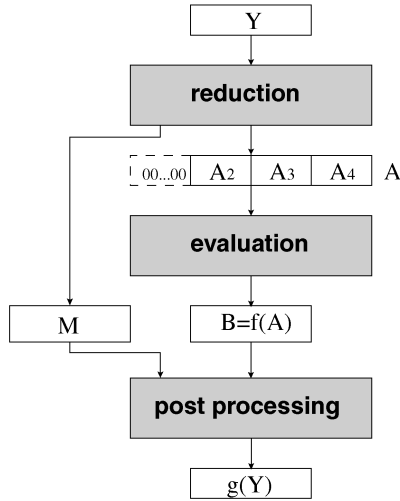 Y
reduction
00...00 A2 A3 A4 A
evaluation
M B=f(A)
post processing
g(Y)